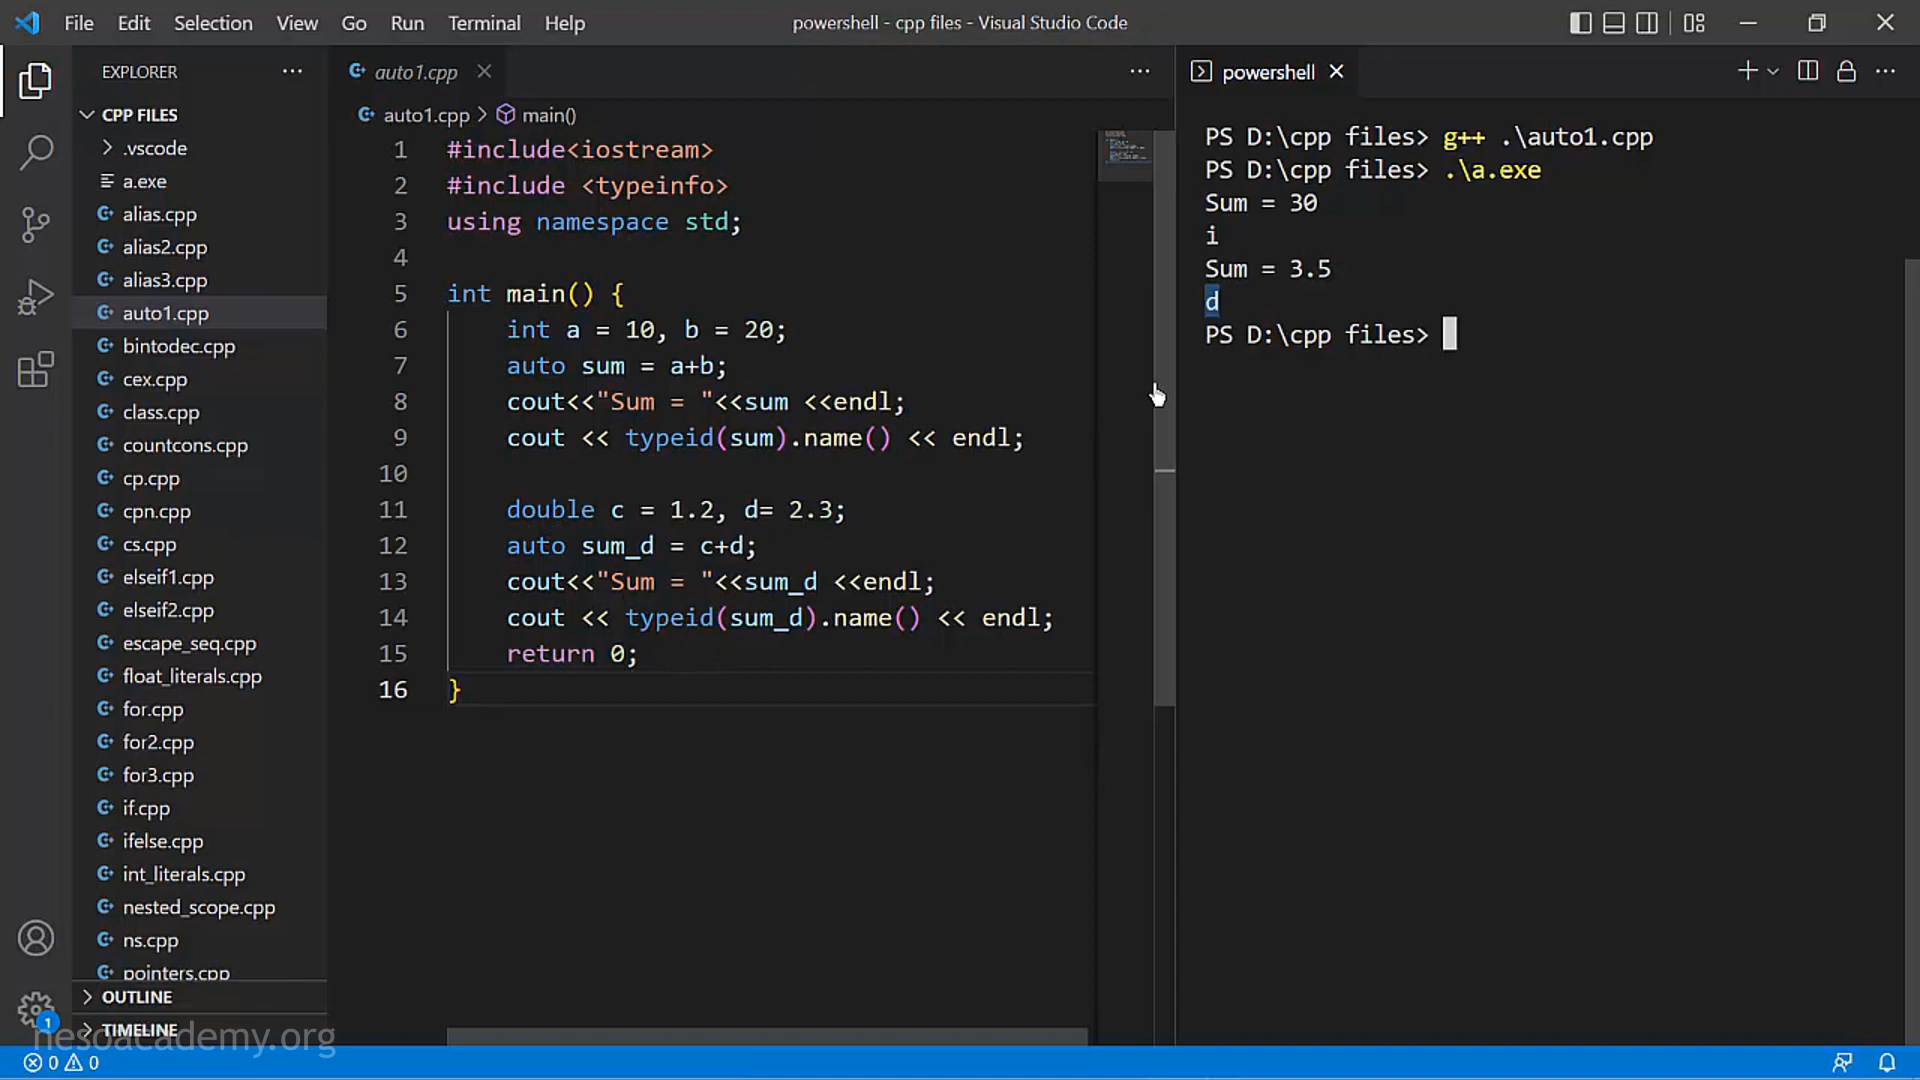 File Edit Selection View Go Run Terminal Help
powershell - cpp files - Visual Studio Code
EXPLORER
CPP FILES
.vscode
a.exe
alias.cpp
alias2.cpp
alias3.cpp
auto1.cpp
bintodec.cpp
cex.cpp
class.cpp
countcons.cpp
cp.cpp
cpn.cpp
cs.cpp
elseif1.cpp
elseif2.cpp
escape_seq.cpp
float_literals.cpp
for.cpp
for2.cpp
for3.cpp
if.cpp
ifelse.cpp
int_literals.cpp
nested_scope.cpp
ns.cpp
pointers.cpp
OUTLINE
TIMELINE
auto1.cpp
auto1.cpp > main()
1 #include<iostream>
2 #include <typeinfo>
3 using namespace std;
4
5 int main() {
6 int a = 10, b = 20;
7 auto sum = a+b;
8 cout<<"Sum = "<<sum <<endl;
9 cout << typeid(sum).name() << endl;
10
11 double c = 1.2, d= 2.3;
12 auto sum_d = c+d;
13 cout<<"Sum = "<<sum_d <<endl;
14 cout << typeid(sum_d).name() << endl;
15 return 0;
16 }
powershell
PS D:\cpp files> g++ .\auto1.cpp
PS D:\cpp files> .\a.exe
Sum = 30
i
Sum = 3.5
d
PS D:\cpp files>
1
nesoacademy.org
0 0